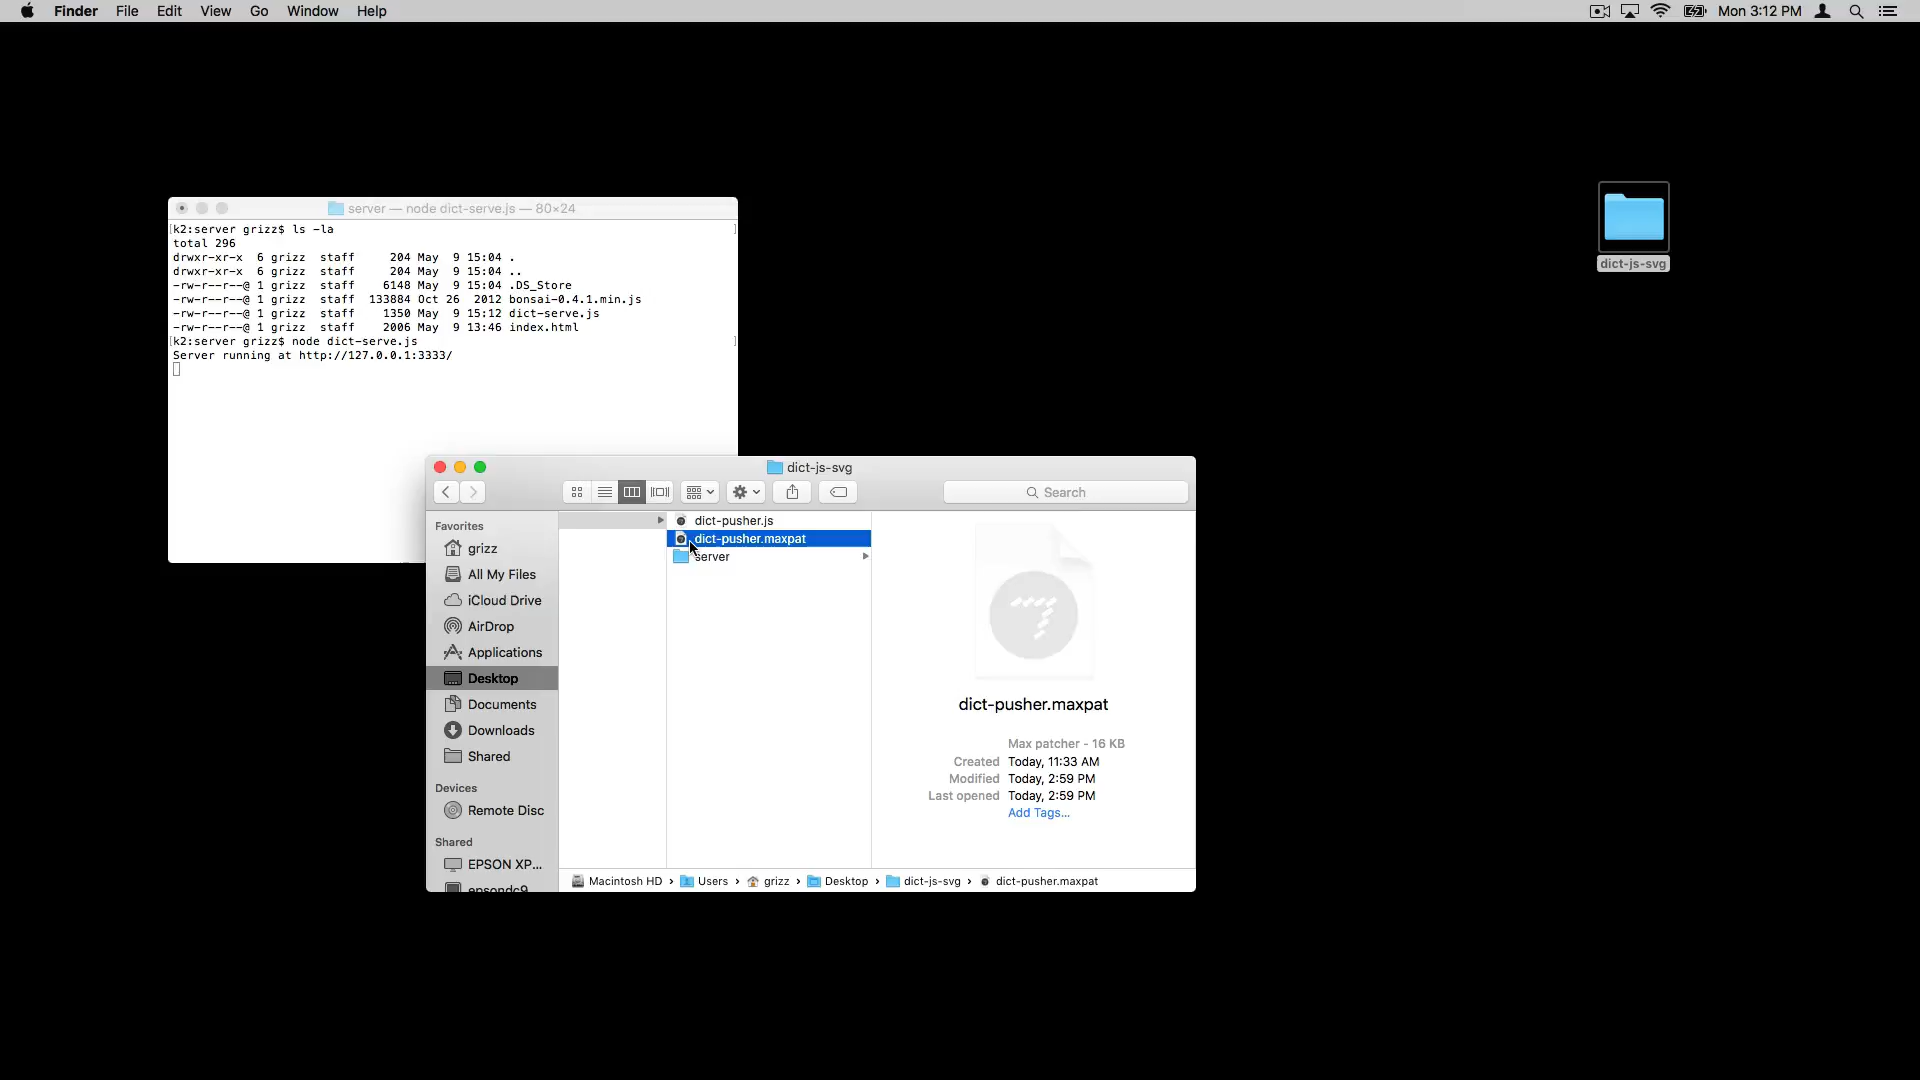 Finder File Edit View Go Window Help
Mon 3:12 PM
server — node dict-serve.js — 80×24
[k2:server grizz$ ls -la ]
total 296
drwxr-xr-x 6 grizz staff 204 May 9 15:04 .
drwxr-xr-x 6 grizz staff 204 May 9 15:04 ..
-rw-r--r--@ 1 grizz staff 6148 May 9 15:04 .DS_Store
-rw-r--r--@ 1 grizz staff 133884 Oct 26 2012 bonsai-0.4.1.min.js
-rw-r--r--@ 1 grizz staff 1350 May 9 15:12 dict-serve.js
-rw-r--r--@ 1 grizz staff 2006 May 9 13:46 index.html
[k2:server grizz$ node dict-serve.js ]
Server running at http://127.0.0.1:3333/
dict-js-svg
dict-js-svg
Search
Favorites
grizz
All My Files
iCloud Drive
AirDrop
Applications
Desktop
Documents
Downloads
Shared
Devices
Remote Disc
Shared
EPSON XP...
epsondc9
dict-pusher.js
dict-pusher.maxpat
server
dict-pusher.maxpat
Max patcher - 16 KB
Created Today, 11:33 AM
Modified Today, 2:59 PM
Last opened Today, 2:59 PM
Add Tags...
Macintosh HD › Users › grizz › Desktop › dict-js-svg › dict-pusher.maxpat